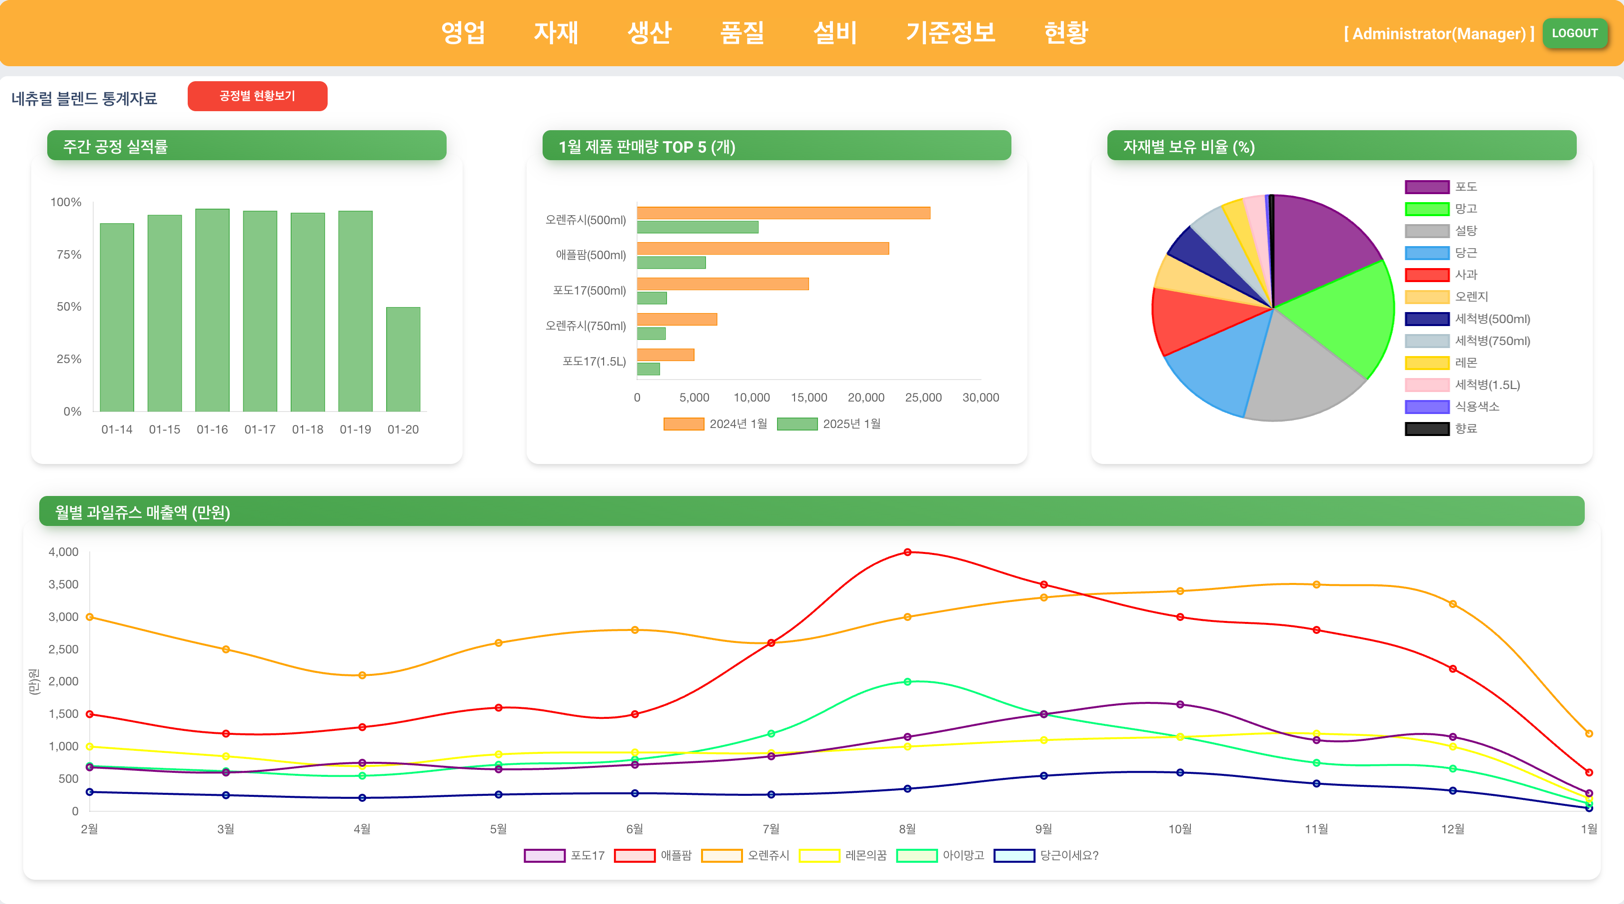 영업 자재 생산 품질 설비 기준정보 현황 [ Administrator(Manager) ] LOGOUT
네츄럴 블렌드 통계자료 공정별 현황보기
주간 공정 실적률
100%
75%
50%
25%
0%
01-14 01-15 01-16 01-17 01-18 01-19 01-20
1월 제품 판매량 TOP 5 (개)
오렌쥬시(500ml)
애플팜(500ml)
포도17(500ml)
오렌쥬시(750ml)
포도17(1.5L)
0 5,000 10,000 15,000 20,000 25,000 30,000
2024년 1월 2025년 1월
자재별 보유 비율 (%)
포도
망고
설탕
당근
사과
오렌지
세척병(500ml)
세척병(750ml)
레몬
세척병(1.5L)
식용색소
향료
월별 과일쥬스 매출액 (만원)
(만)원
4,000
3,500
3,000
2,500
2,000
1,500
1,000
500
0
2월 3월 4월 5월 6월 7월 8월 9월 10월 11월 12월 1월
포도17 애플팜 오렌쥬시 레몬의꿈 아이망고 당근이세요?